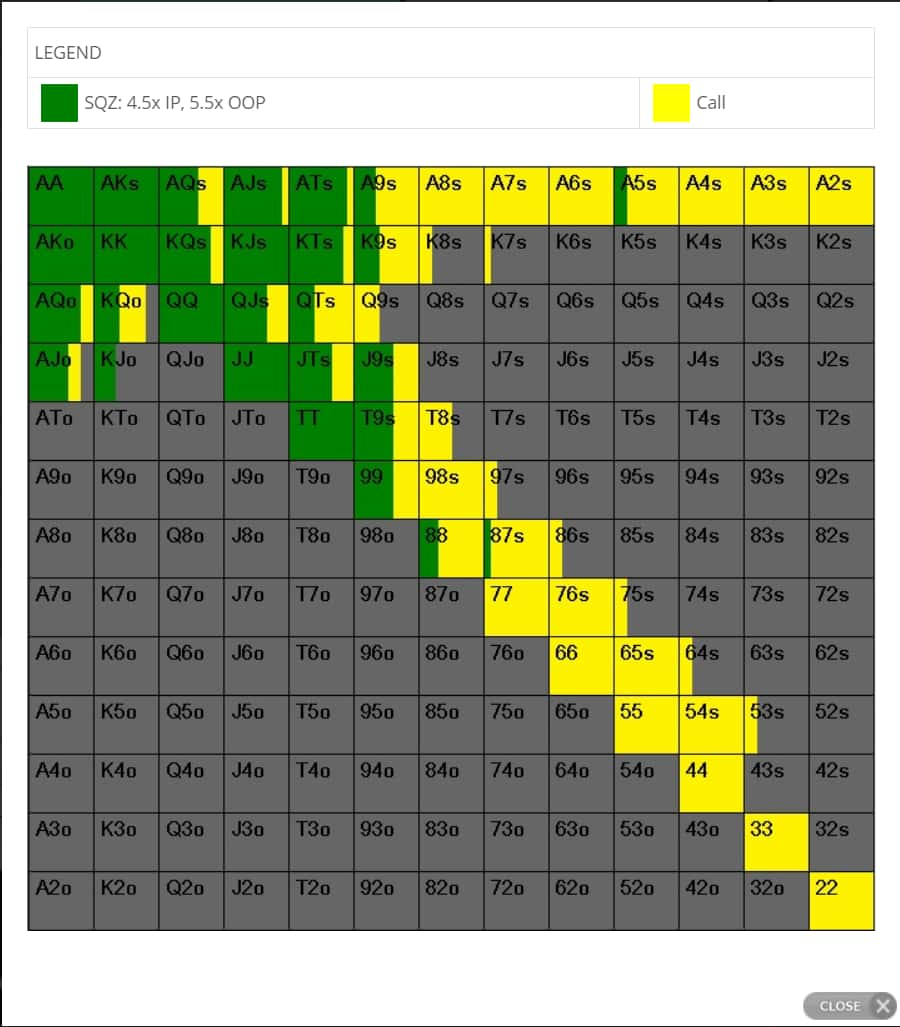 LEGEND
SQZ: 4.5x IP, 5.5x OOP Call
AA AKs AQs AJs ATs A9s A8s A7s A6s A5s A4s A3s A2s
AKo KK KQs KJs KTs K9s K8s K7s K6s K5s K4s K3s K2s
AQo KQo QQ QJs QTs Q9s Q8s Q7s Q6s Q5s Q4s Q3s Q2s
AJo KJo QJo JJ JTs J9s J8s J7s J6s J5s J4s J3s J2s
ATo KTo QTo JTo TT T9s T8s T7s T6s T5s T4s T3s T2s
A9o K9o Q9o J9o T9o 99 98s 97s 96s 95s 94s 93s 92s
A8o K8o Q8o J8o T8o 98o 88 87s 86s 85s 84s 83s 82s
A7o K7o Q7o J7o T7o 97o 87o 77 76s 75s 74s 73s 72s
A6o K6o Q6o J6o T6o 96o 86o 76o 66 65s 64s 63s 62s
A5o K5o Q5o J5o T5o 95o 85o 75o 65o 55 54s 53s 52s
A4o K4o Q4o J4o T4o 94o 84o 74o 64o 54o 44 43s 42s
A3o K3o Q3o J3o T3o 93o 83o 73o 63o 53o 43o 33 32s
A2o K2o Q2o J2o T2o 92o 82o 72o 62o 52o 42o 32o 22
CLOSE